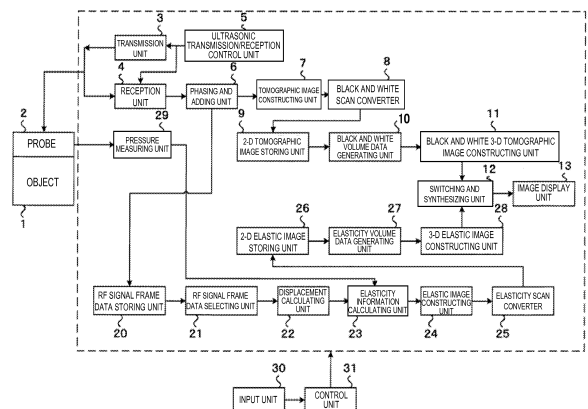 3
TRANSMISSION
UNIT
5
ULTRASONIC
TRANSMISSION/RECEPTION
CONTROL UNIT
4
RECEPTION
UNIT
6
PHASING AND
ADDING UNIT
7
TOMOGRAPHIC IMAGE
CONSTRUCTING UNIT
8
BLACK AND WHITE
SCAN CONVERTER
2
PROBE
OBJECT
1
29
PRESSURE
MEASURING UNIT
9
2-D TOMOGRAPHIC
IMAGE STORING UNIT
10
BLACK AND WHITE
VOLUME DATA
GENERATING UNIT
11
BLACK AND WHITE 3-D TOMOGRAPHIC
IMAGE CONSTRUCTING UNIT
12
SWITCHING AND
SYNTHESIZING UNIT
13
IMAGE DISPLAY
UNIT
26
2-D ELASTIC IMAGE
STORING UNIT
27
ELASTICITY VOLUME
DATA GENERATING
UNIT
28
3-D ELASTIC IMAGE
CONSTRUCTING UNIT
RF SIGNAL FRAME
DATA STORING UNIT
20
RF SIGNAL FRAME
DATA SELECTING UNIT
21
DISPLACEMENT
CALCULATING
UNIT
22
ELASTICITY
INFORMATION
CALCULATING UNIT
23
ELASTIC IMAGE
CONSTRUCTING
UNIT
24
ELASTICITY SCAN
CONVERTER
25
30
INPUT UNIT
31
CONTROL
UNIT